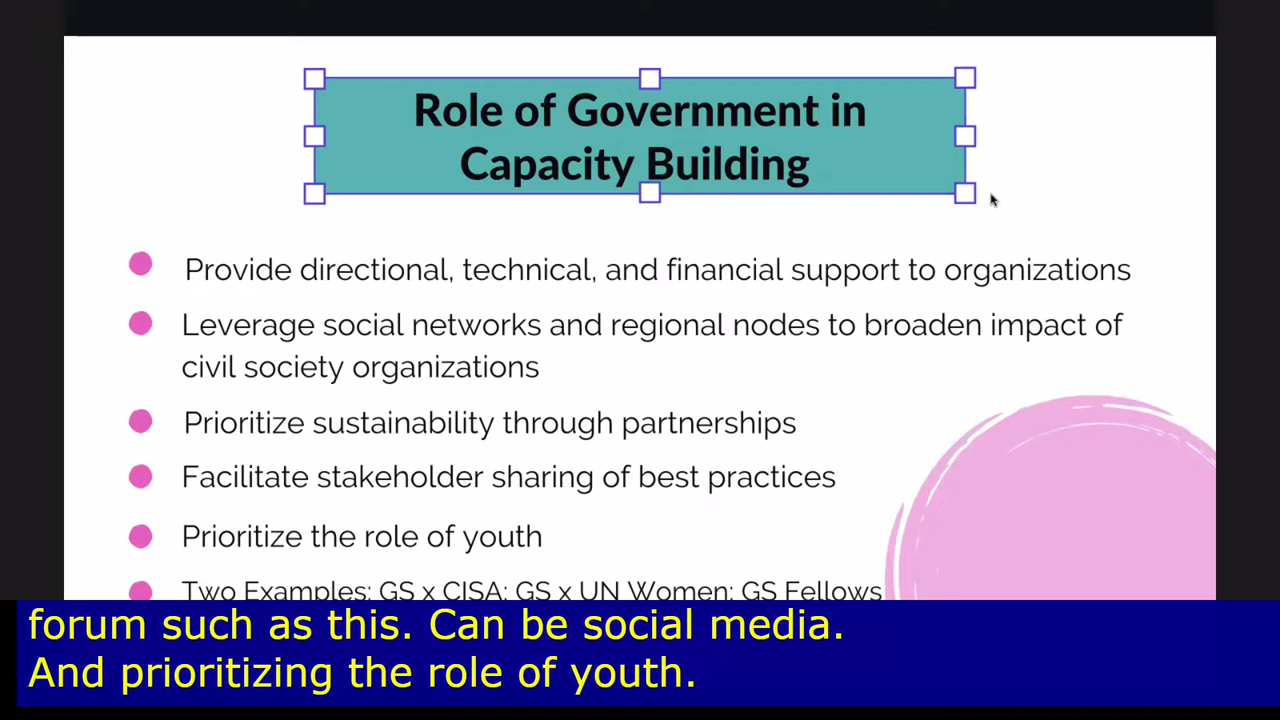 Role of Government in
Capacity Building
Provide directional, technical, and financial support to organizations
Leverage social networks and regional nodes to broaden impact of
civil society organizations
Prioritize sustainability through partnerships
Facilitate stakeholder sharing of best practices
Prioritize the role of youth
Two Examples: GS x CISA; GS x UN Women; GS Fellows
forum such as this. Can be social media.
And prioritizing the role of youth.